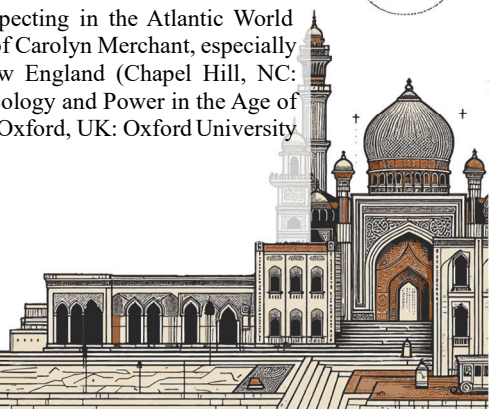 pecting in the Atlantic World
of Carolyn Merchant, especially
w England (Chapel Hill, NC:
ology and Power in the Age of
Oxford, UK: Oxford University